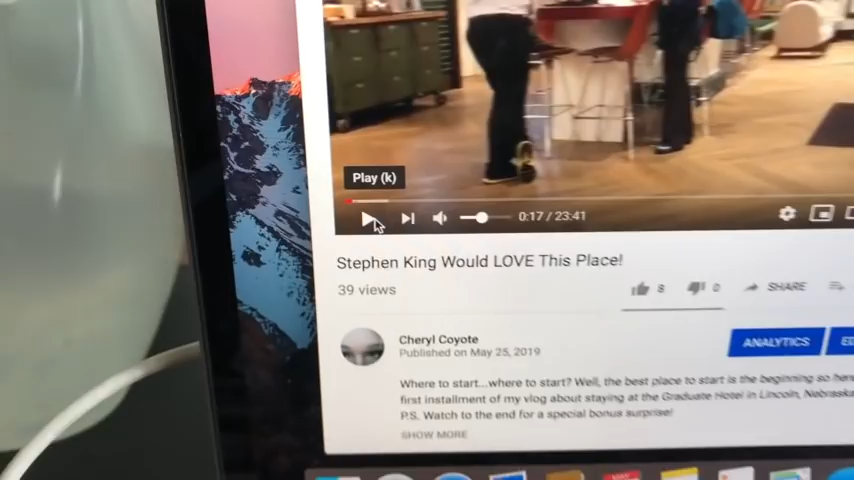 Play (k)
0:17 / 23:41
Stephen King Would LOVE This Place!
39 views
8
0
SHARE
Cheryl Coyote
Published on May 25, 2019
ANALYTICS
Where to start...where to start? Well, the best place to start is the beginning so
first installment of my vlog about staying at the Graduate Hotel in Lincoln,
P.S. Watch to the end for a special bonus surprise!
SHOW MORE